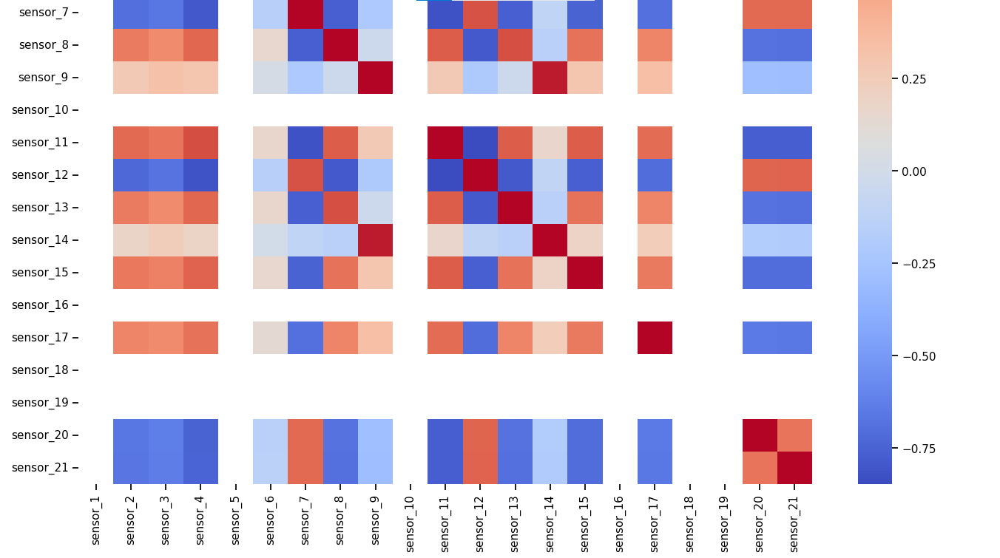 sensor_7
sensor_8
sensor_9
sensor_10
sensor_11
sensor_12
sensor_13
sensor_14
sensor_15
sensor_16
sensor_17
sensor_18
sensor_19
sensor_20
sensor_21
sensor_1
sensor_2
sensor_3
sensor_4
sensor_5
sensor_6
sensor_7
sensor_8
sensor_9
sensor_10
sensor_11
sensor_12
sensor_13
sensor_14
sensor_15
sensor_16
sensor_17
sensor_18
sensor_19
sensor_20
sensor_21
0.25
0.00
−0.25
−0.50
−0.75